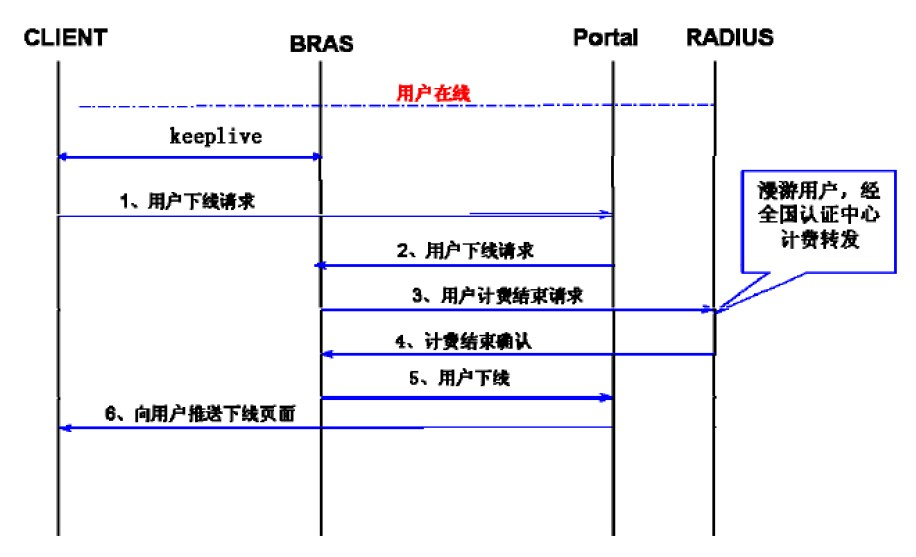 CLIENT
BRAS
Portal
RADIUS
用户在线
keeplive
1、用户下线请求
漫游用户，经
全国认证中心
计费转发
2、用户下线请求
3、用户计费结束请求
4、计费结束确认
5、用户下线
6、向用户推送下线页面